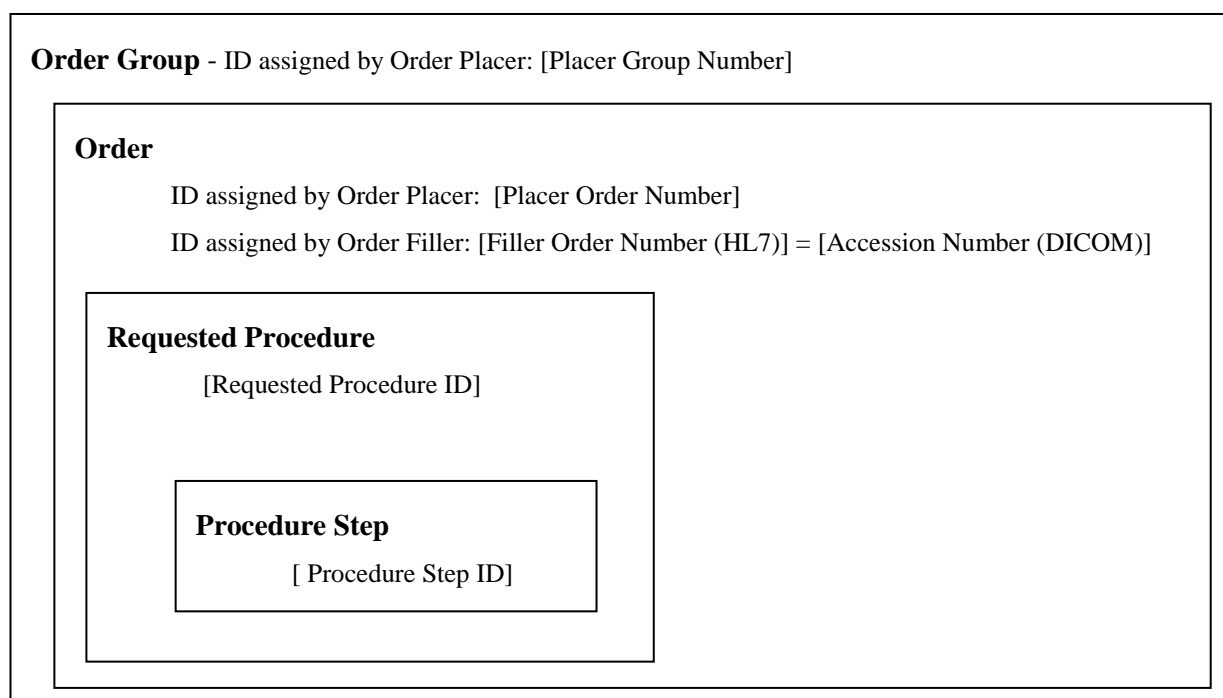 Order Group - ID assigned by Order Placer: [Placer Group Number]
Order
ID assigned by Order Placer:  [Placer Order Number]
ID assigned by Order Filler: [Filler Order Number (HL7)] = [Accession Number (DICOM)]
Requested Procedure
[Requested Procedure ID]
Procedure Step
[ Procedure Step ID]